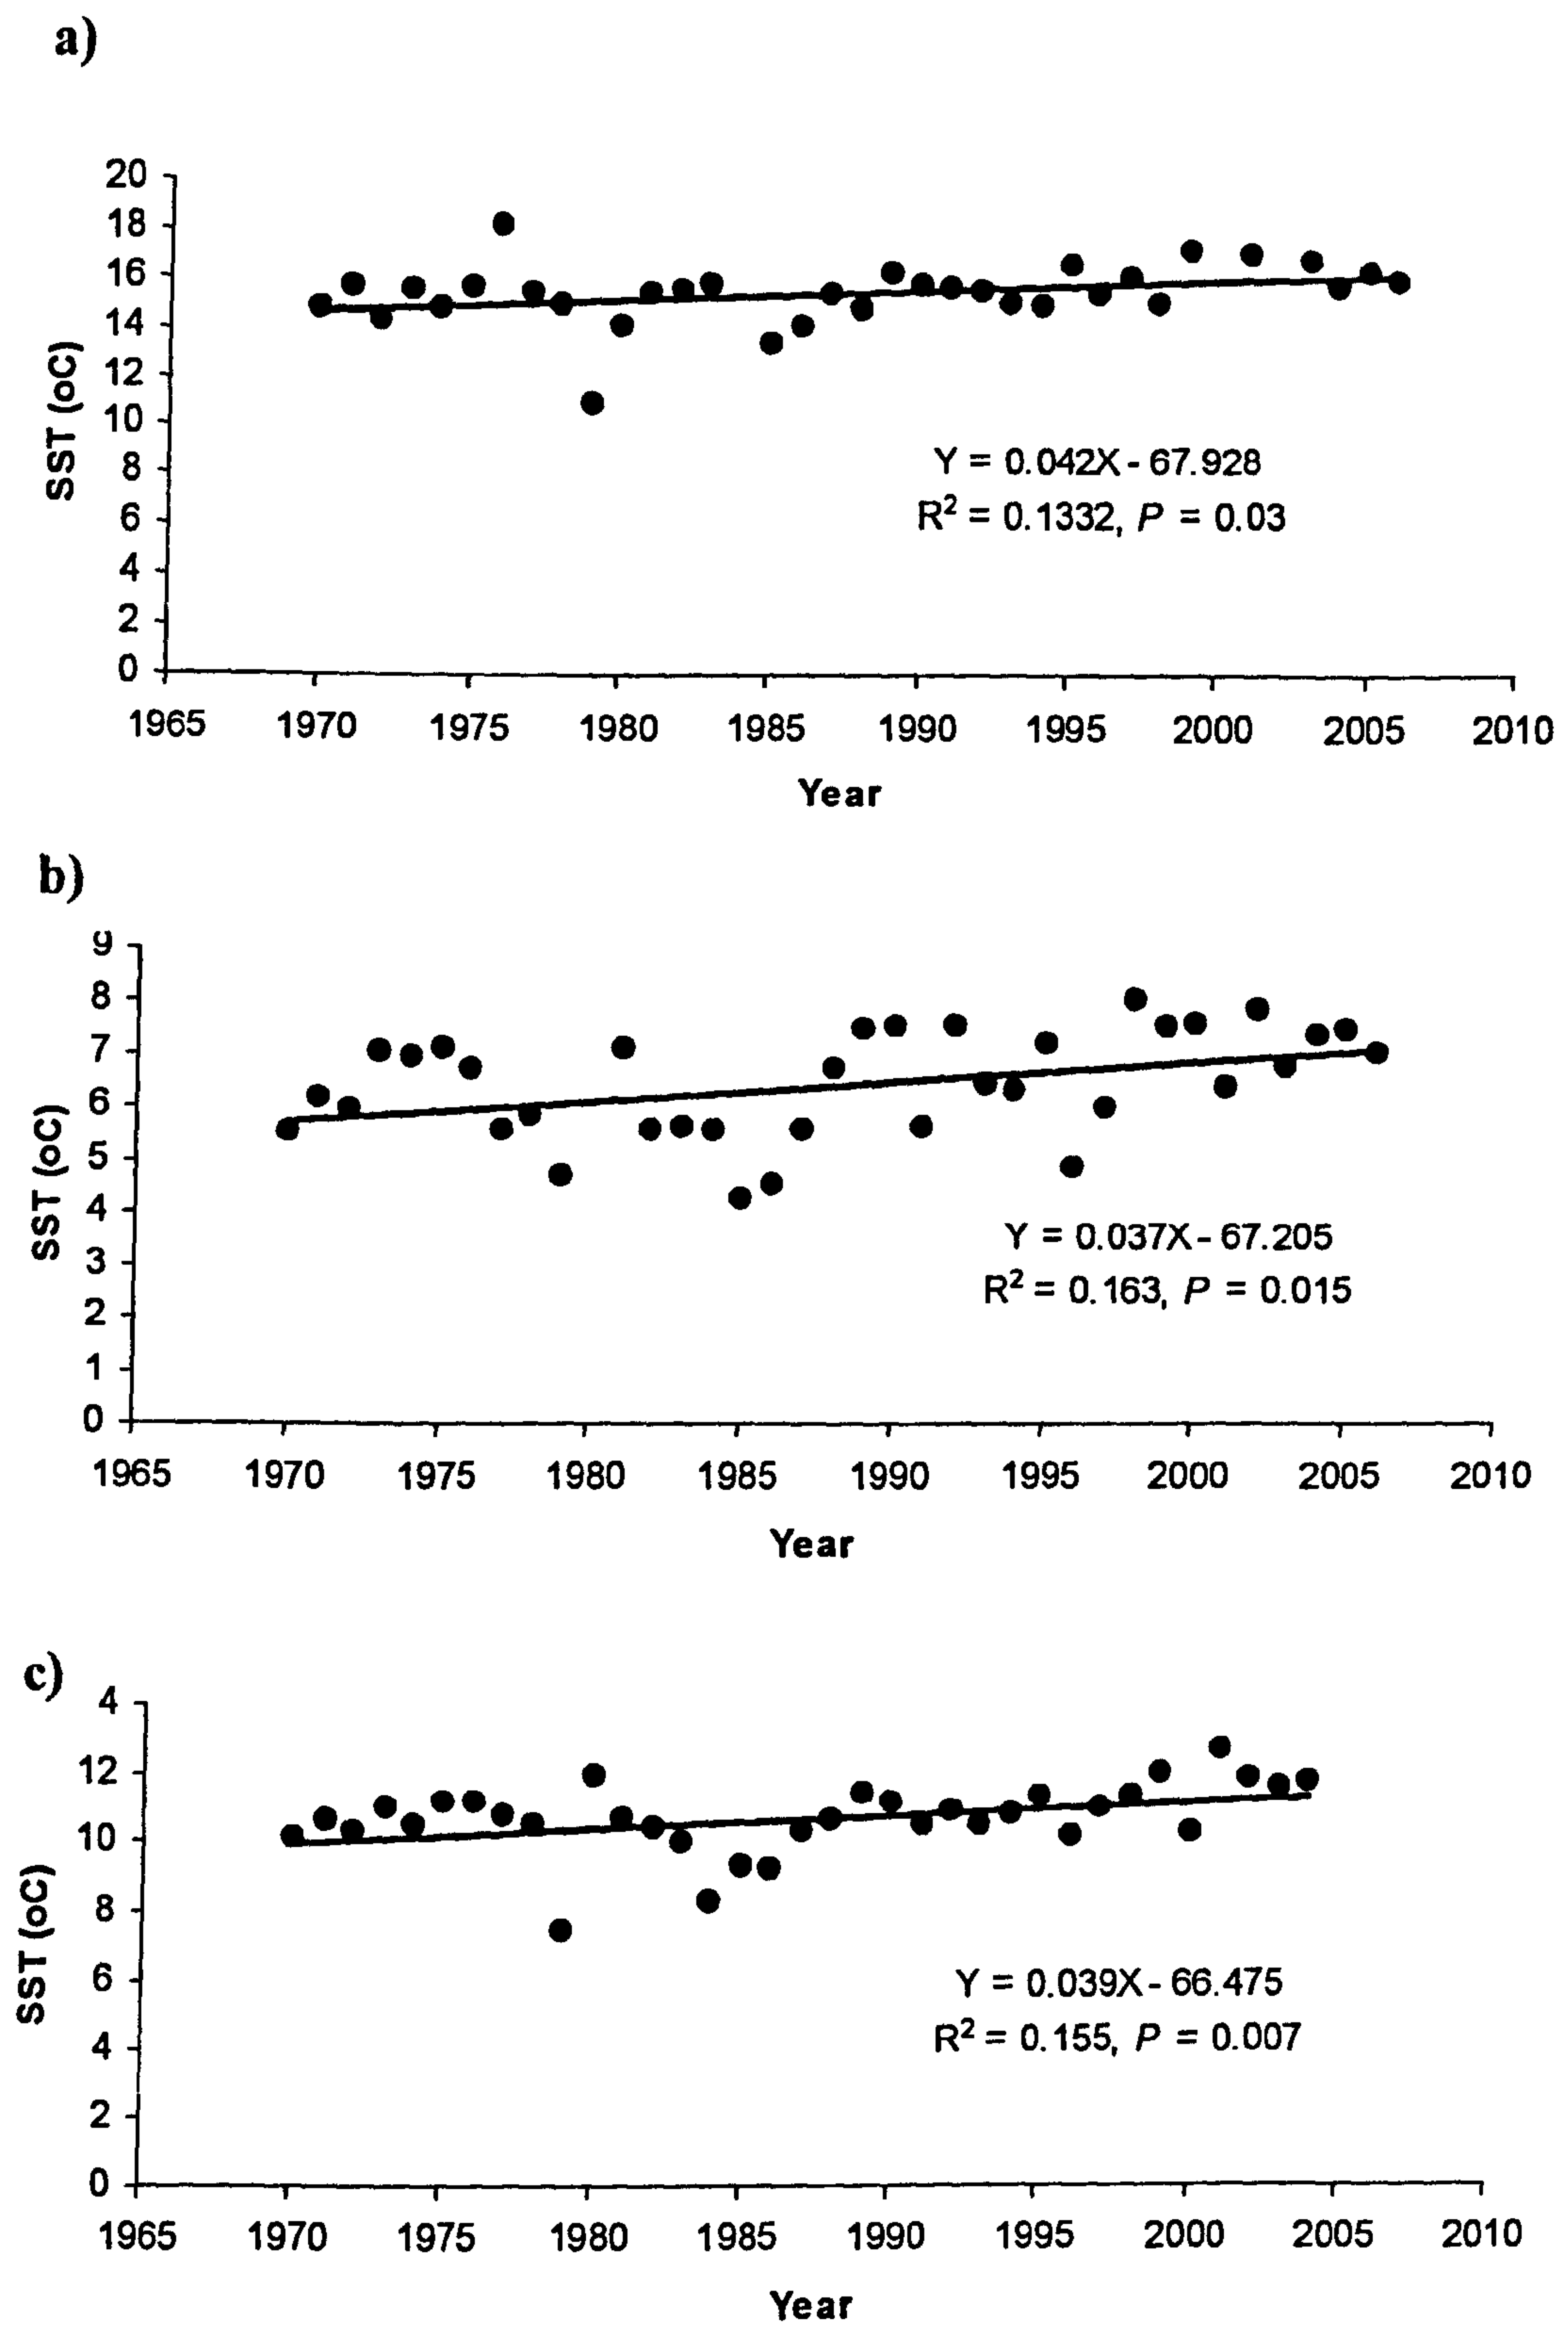 a)
20
18
16
14
12
10
8
6
4
2
0
SST (oC)
Y = 0.042X - 67.928
R² = 0.1332, P = 0.03
1965 1970 1975 1980 1985 1990 1995 2000 2005 2010
Year
b)
9
8
7
6
5
4
3
2
1
0
SST (oC)
Y = 0.037X - 67.205
R² = 0.163, P = 0.015
1965 1970 1975 1980 1985 1990 1995 2000 2005 2010
Year
c)
4
12
10
8
6
4
2
0
SST (oC)
Y = 0.039X - 66.475
R² = 0.155, P = 0.007
1965 1970 1975 1980 1985 1990 1995 2000 2005 2010
Year